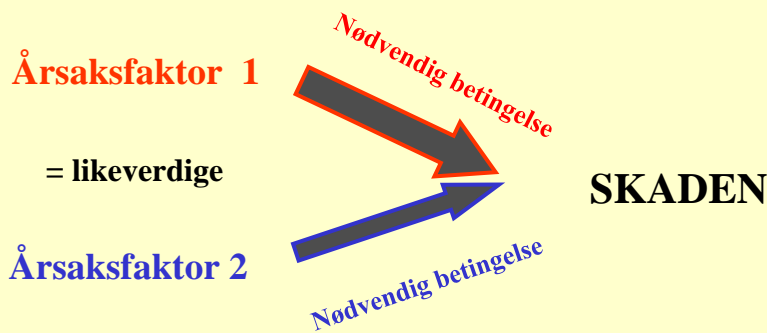 Nødvendig betingelse
Årsaksfaktor 1
= likeverdige
SKADEN
Årsaksfaktor 2
Nødvendig betingelse